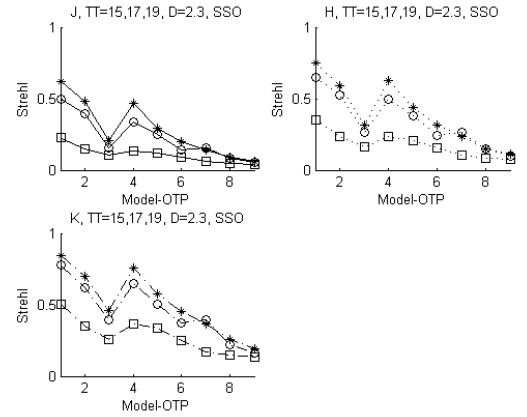 J, TT=15,17,19, D=2.3, SSO
1
0.5
0
Strehl
2 4 6 8
Model-OTP
H, TT=15,17,19, D=2.3, SSO
1
0.5
0
Strehl
2 4 6 8
Model-OTP
K, TT=15,17,19, D=2.3, SSO
1
0.5
0
Strehl
2 4 6 8
Model-OTP